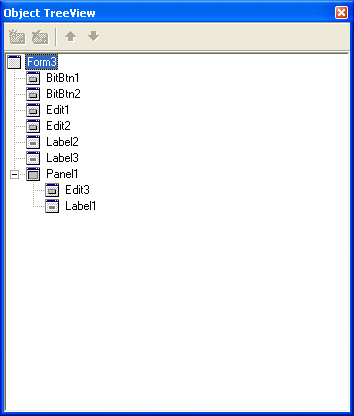 Object TreeView
Form3
BitBtn1
BitBtn2
Edit1
Edit2
Label2
Label3
Panel1
Edit3
Label1